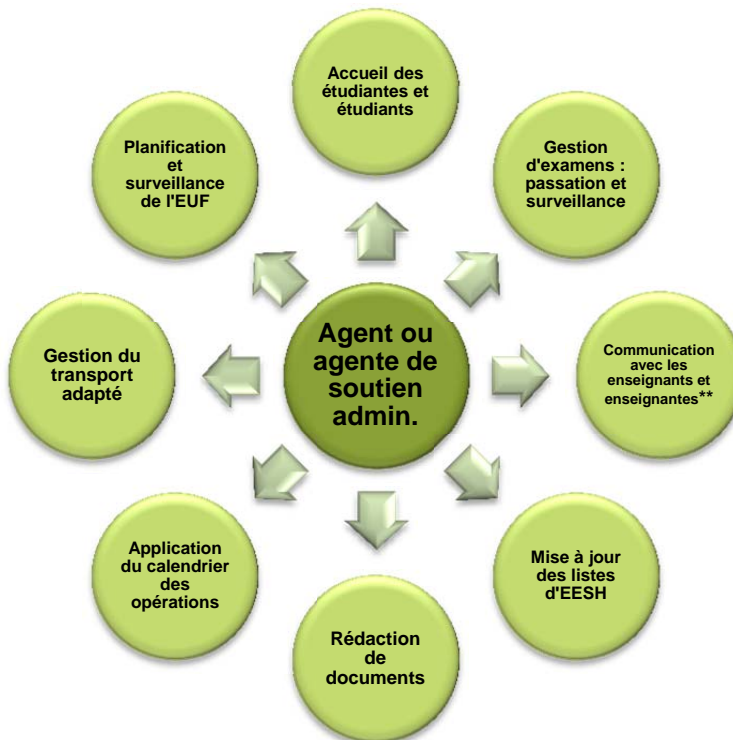 Accueil des
étudiantes et
étudiants
Gestion
d'examens :
passation et
surveillance
Communication
avec les
enseignants et
enseignantes**
Mise à jour
des listes
d'EESH
Rédaction
de
documents
Application
du calendrier
des
opérations
Gestion du
transport
adapté
Planification
et
surveillance
de l'EUF
Agent ou
agente de
soutien
admin.